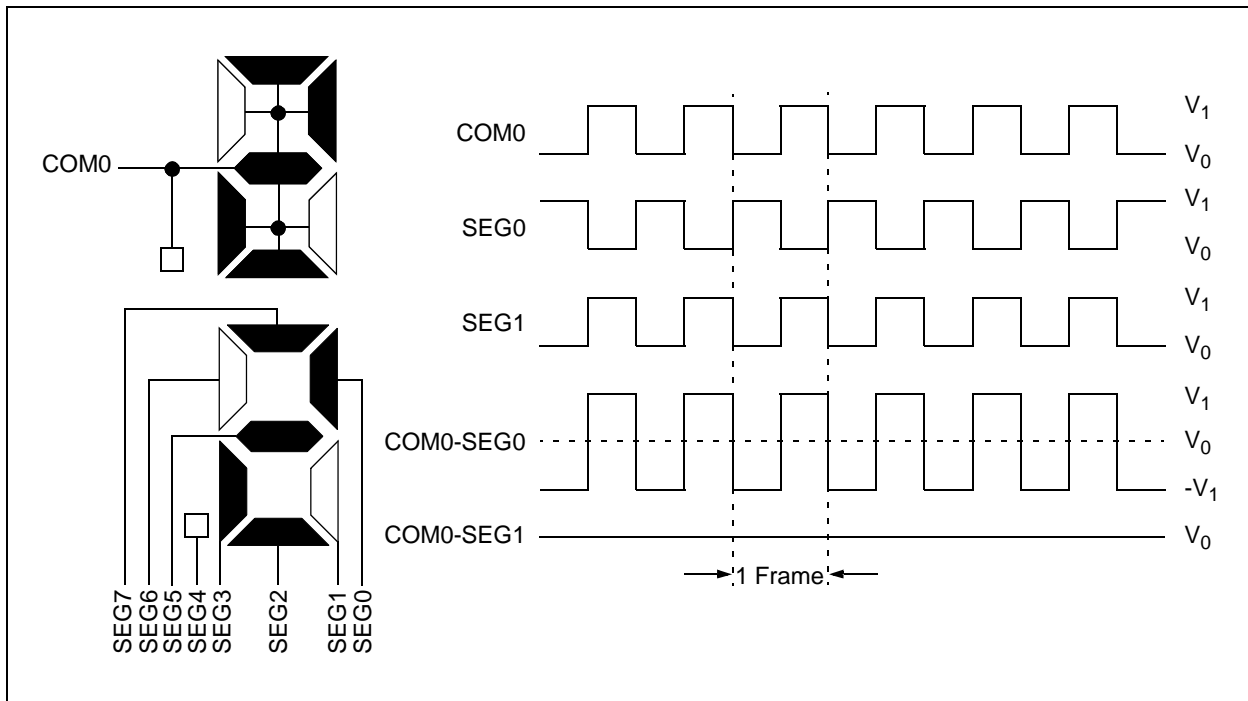 COM0
COM0
V1
V0
SEG0
V1
V0
SEG1
V1
V0
COM0-SEG0
V1
V0
-V1
COM0-SEG1
V0
1 Frame
SEG7
SEG6
SEG5
SEG4
SEG3
SEG2
SEG1
SEG0